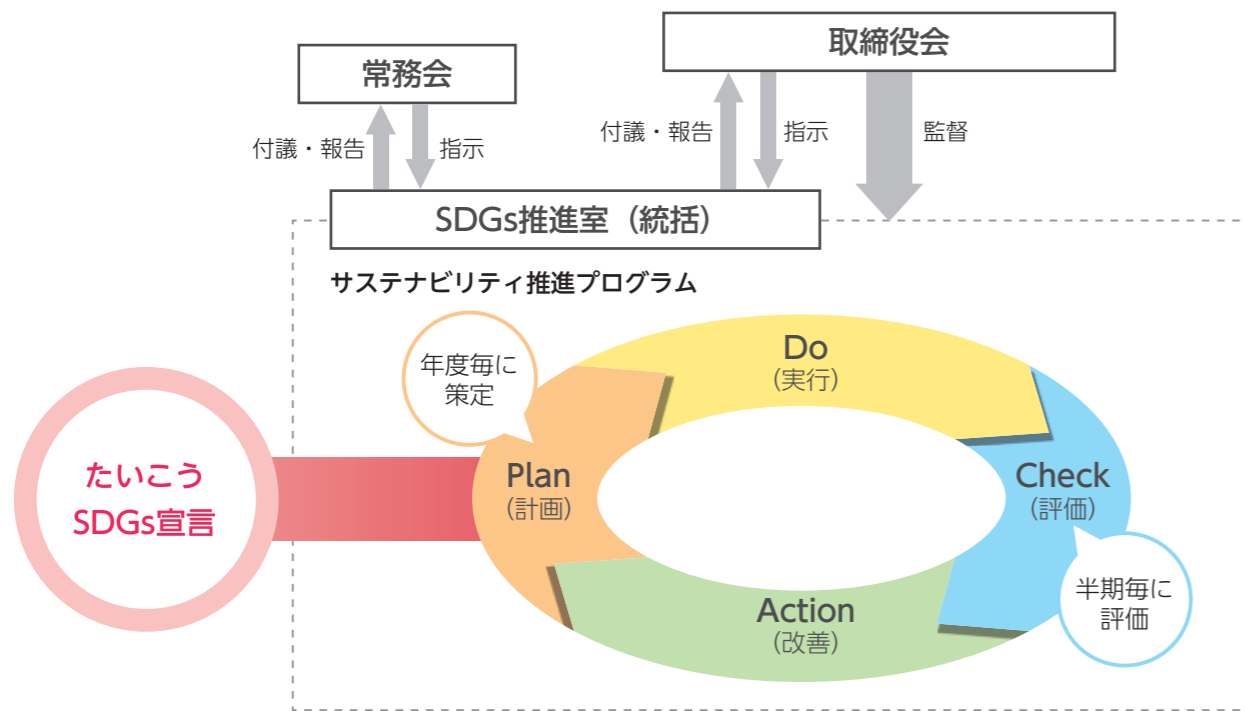 取締役会
常務会
付議・報告
指示
付議・報告
指示
監督
SDGs推進室（統括）
サステナビリティ推進プログラム
年度毎に
策定
Do
（実行）
たいこう
SDGs宣言
Plan
（計画）
Check
（評価）
半期毎に
評価
Action
（改善）